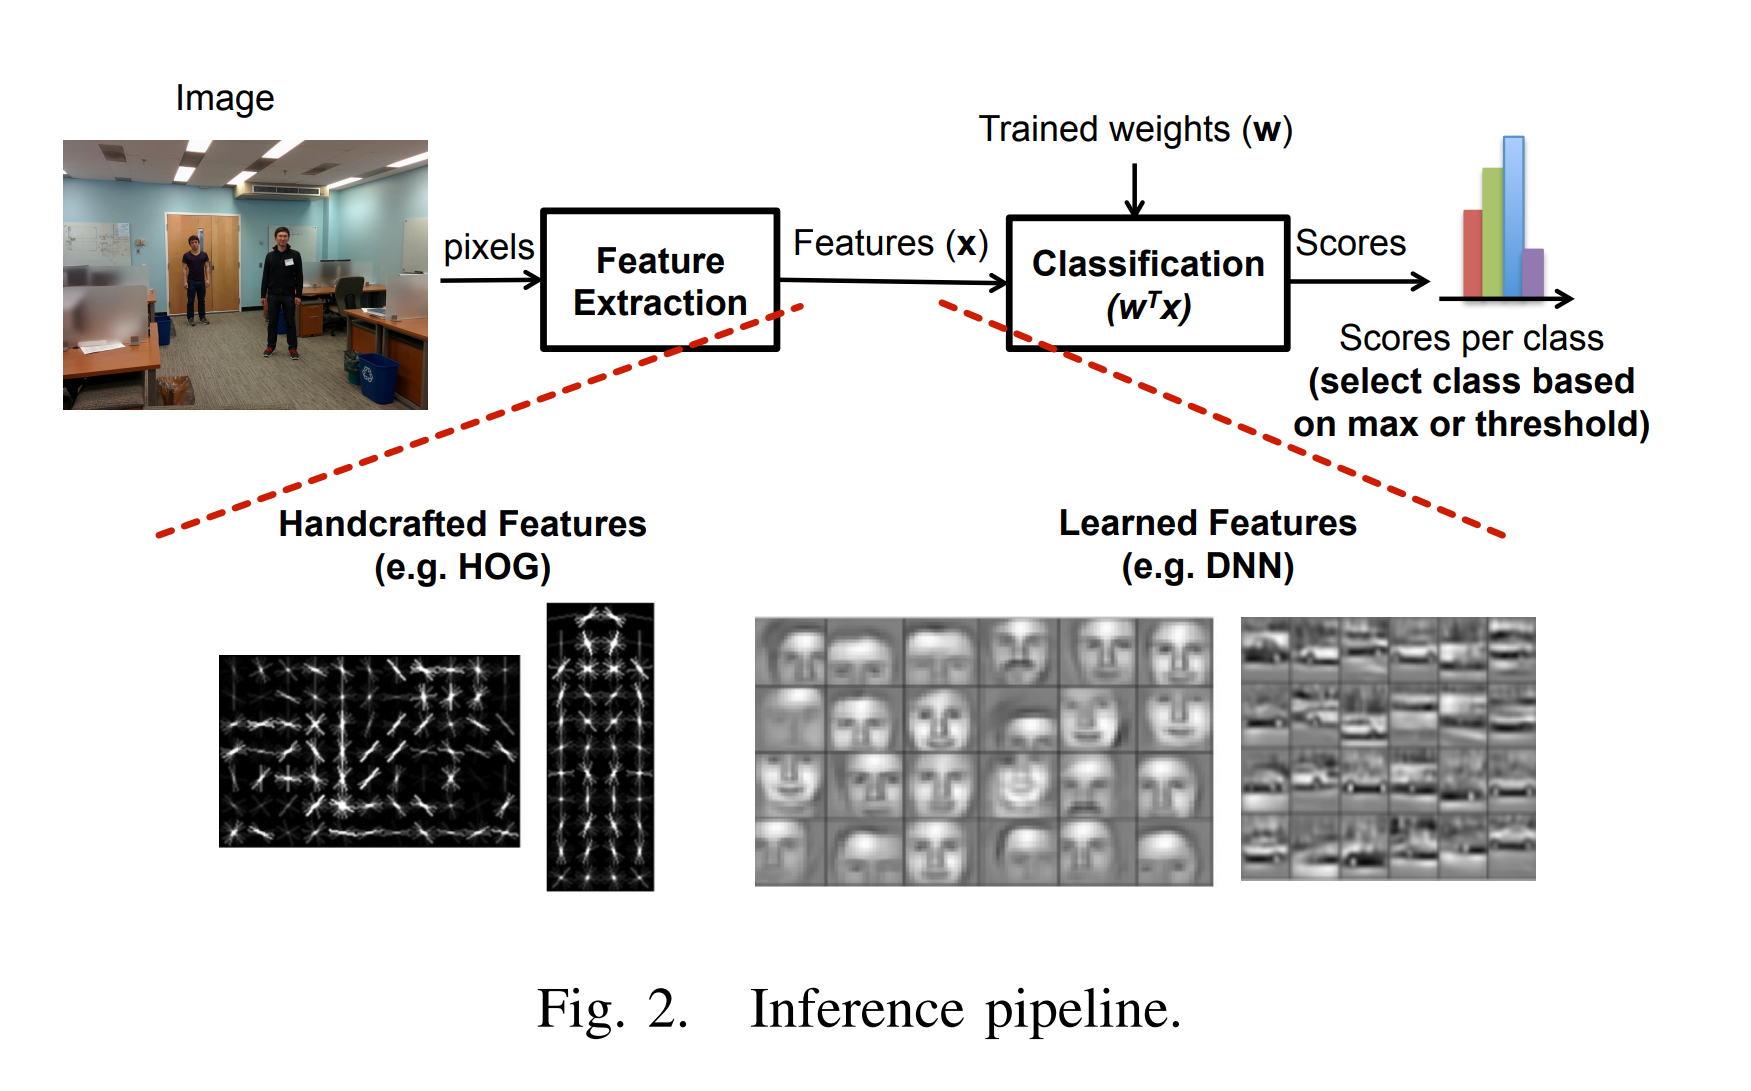 Image
pixels
Feature
Extraction
Features (x)
Trained weights (w)
Classification
(wᵀx)
Scores
Scores per class
(select class based
on max or threshold)
Handcrafted Features
(e.g. HOG)
Learned Features
(e.g. DNN)
Fig. 2. Inference pipeline.